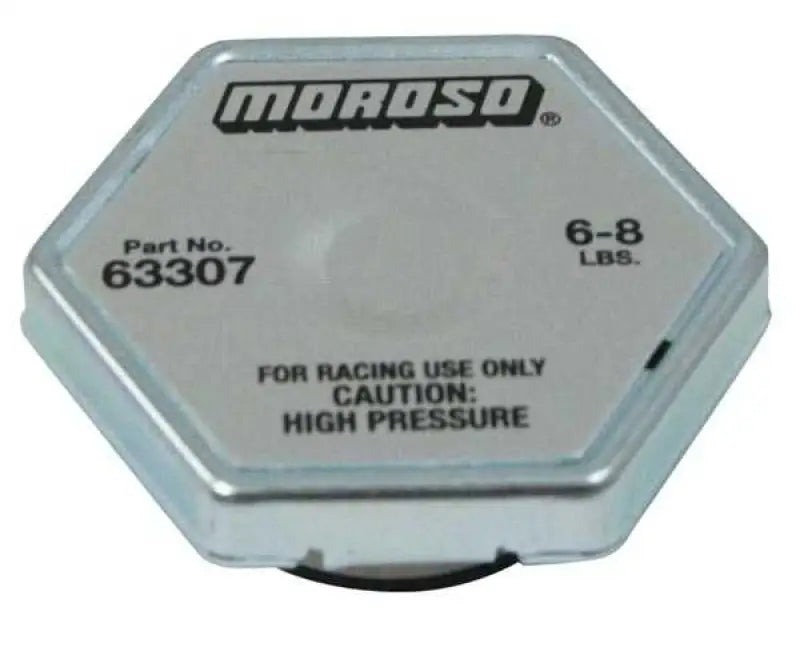 MOROSO®
Part No.
63307
6-8
LBS.
FOR RACING USE ONLY
CAUTION:
HIGH PRESSURE